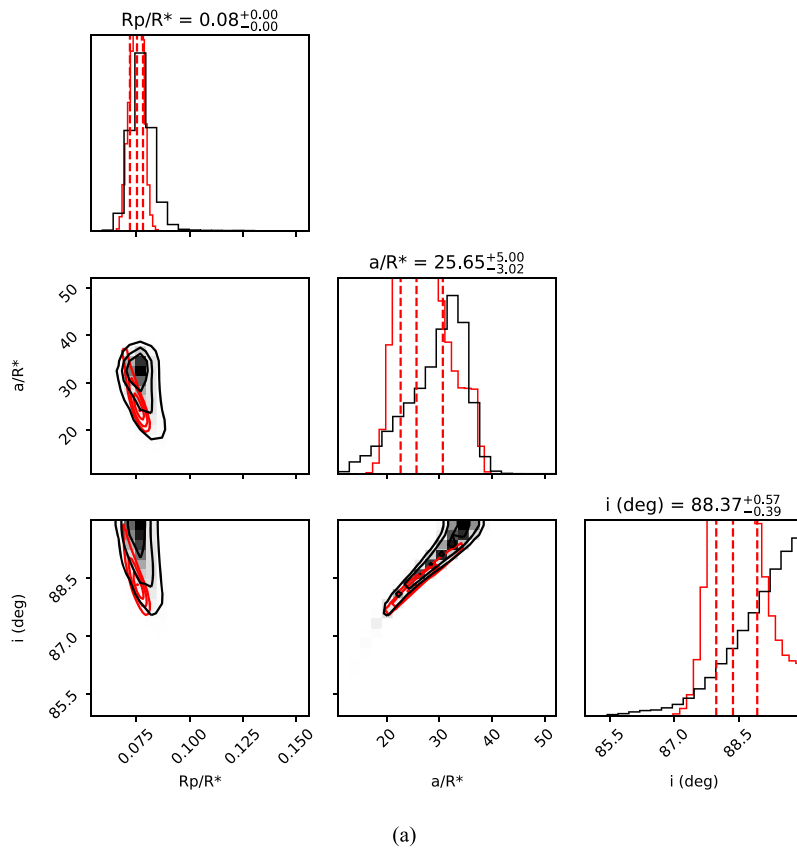 Rp/R* = 0.08+0.00−0.00
a/R* = 25.65+5.00−3.02
50
40
30
20
a/R*
i (deg) = 88.37+0.57−0.39
88.5
87.0
85.5
i (deg)
0.075 0.100 0.125 0.150
20 30 40 50
85.5 87.0 88.5
Rp/R* a/R* i (deg)
(a)